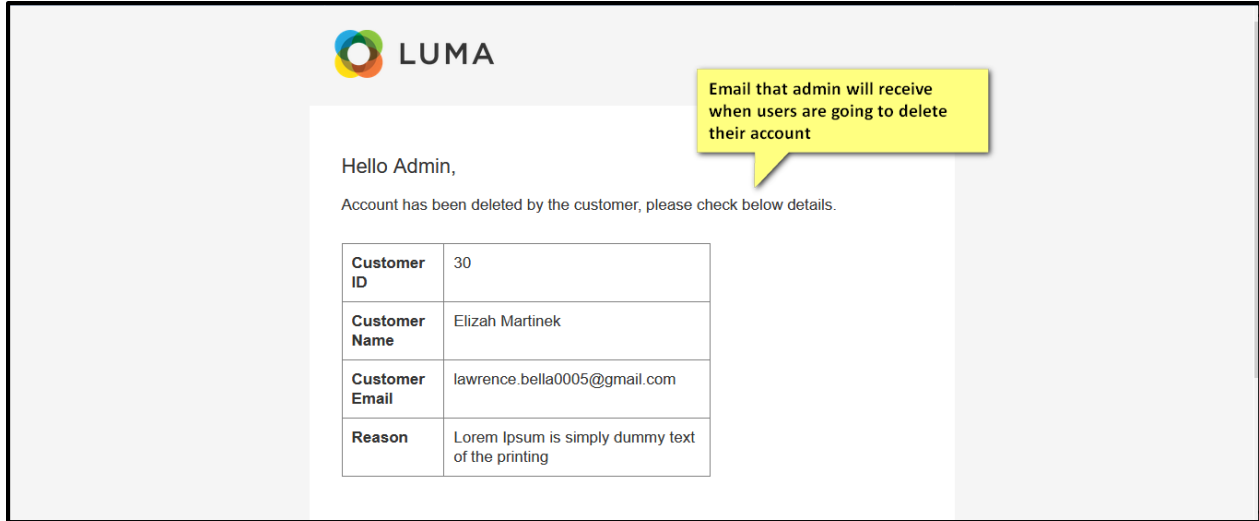 LUMA
Email that admin will receive
when users are going to delete
their account
Hello Admin,
Account has been deleted by the customer, please check below details.
Customer
ID
30
Customer
Name
Elizah Martinek
Customer
Email
lawrence.bella0005@gmail.com
Reason
Lorem Ipsum is simply dummy text
of the printing